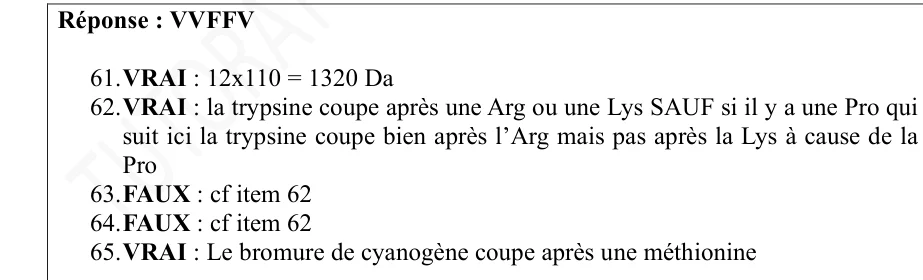 Réponse : VVFFV
61.VRAI : 12x110 = 1320 Da
62.VRAI : la trypsine coupe après une Arg ou une Lys SAUF si il y a une Pro qui
suit ici la trypsine coupe bien après l’Arg mais pas après la Lys à cause de la
Pro
63.FAUX : cf item 62
64.FAUX : cf item 62
65.VRAI : Le bromure de cyanogène coupe après une méthionine